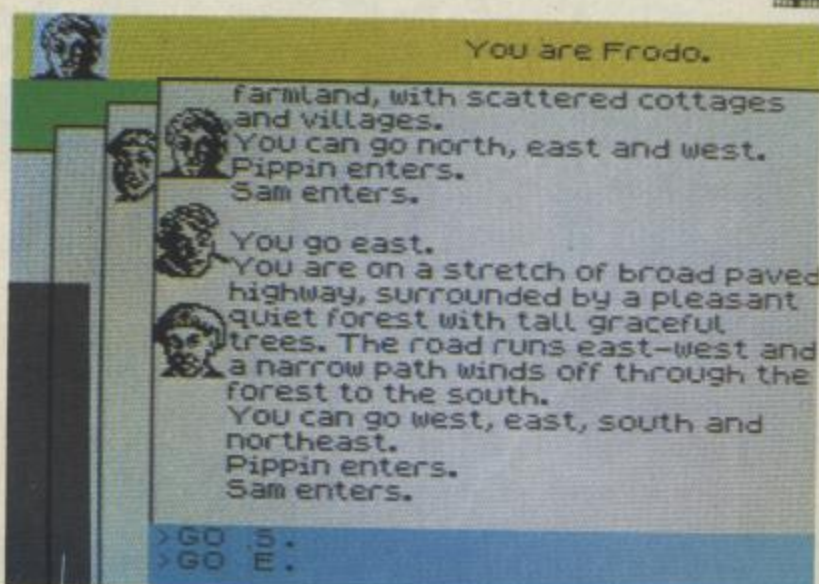 You are Frodo.
farmland, with scattered cottages
and villages.
You can go north, east and west.
Pippin enters.
Sam enters.
You go east.
You are on a stretch of broad paved
highway, surrounded by a pleasant
quiet forest with tall graceful
trees. The road runs east-west and
a narrow path winds off through the
forest to the south.
You can go west, east, south and
northeast.
Pippin enters.
Sam enters.
>GO S.
>GO E.